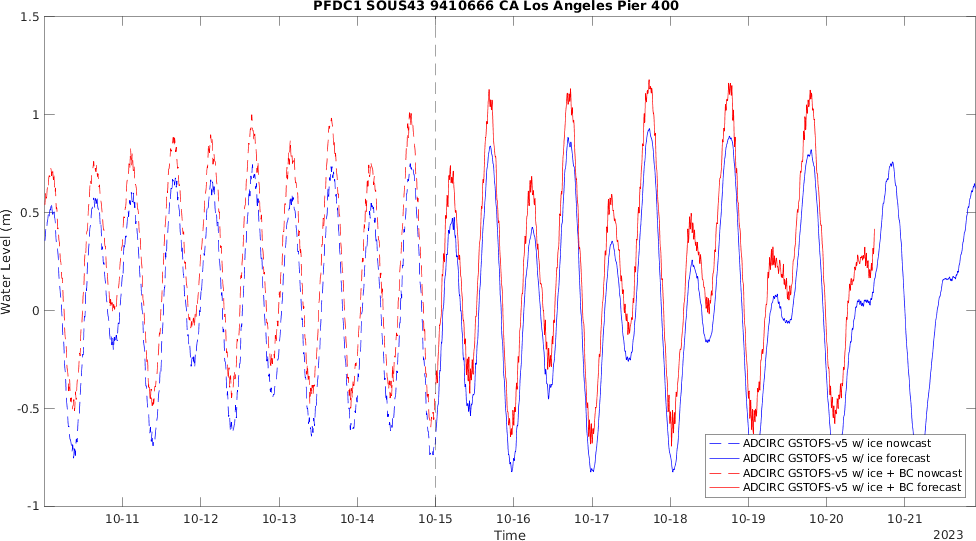 PFDC1 SOUS43 9410666 CA Los Angeles Pier 400
1.5
1
0.5
0
-0.5
-1
Water Level (m)
ADCIRC GSTOFS-v5 w/ ice nowcast
ADCIRC GSTOFS-v5 w/ ice forecast
ADCIRC GSTOFS-v5 w/ ice + BC nowcast
ADCIRC GSTOFS-v5 w/ ice + BC forecast
10-11 10-12 10-13 10-14 10-15 10-16 10-17 10-18 10-19 10-20 10-21
Time
2023